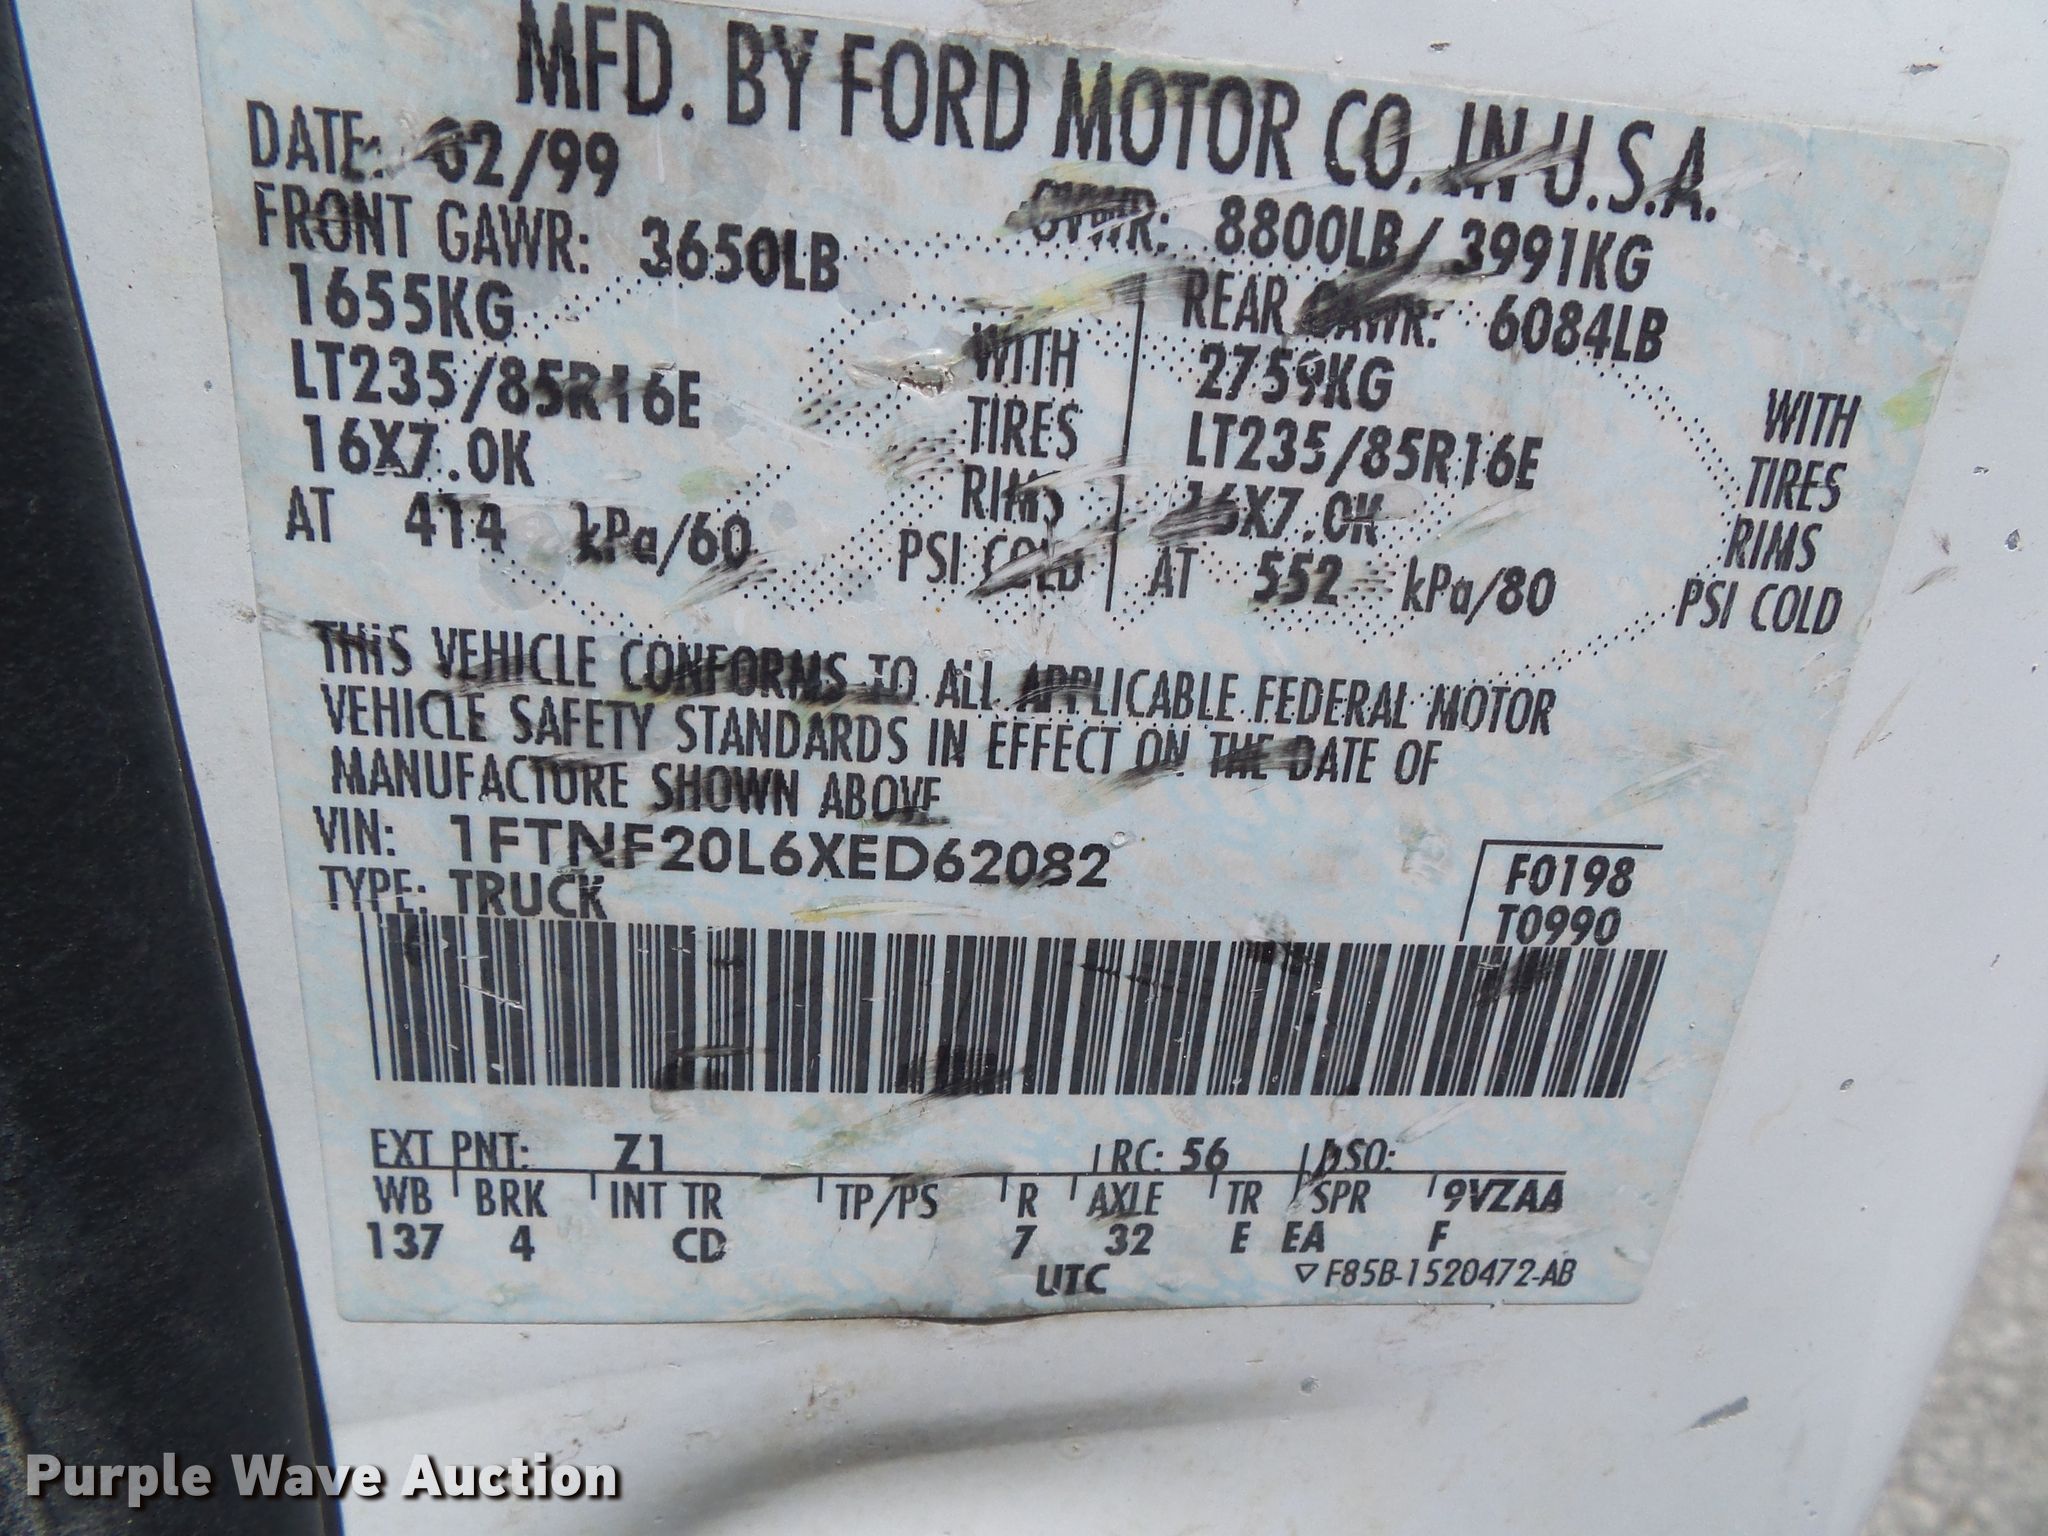 MFD. BY FORD MOTOR CO. IN U.S.A.
DATE: 02/99 GVWR: 8800LB/ 3991KG
FRONT GAWR: 3650LB REAR GAWR: 6084LB
1655KG WITH 2759KG WITH
LT235/85R16E TIRES LT235/85R16E TIRES
16X7.0K RIMS 16X7.0K RIMS
AT 414 kPa/60 PSI COLD AT 552 kPa/80 PSI COLD
THIS VEHICLE CONFORMS TO ALL APPLICABLE FEDERAL MOTOR
VEHICLE SAFETY STANDARDS IN EFFECT ON THE DATE OF
MANUFACTURE SHOWN ABOVE
VIN: 1FTNF20L6XED62082 F0198
TYPE: TRUCK T0990
EXT PNT: Z1 RC: 56 DSO:
WB BRK INT TR TP/PS R AXLE TR SPR 9VZAA
137 4 CD 7 32 E EA F
UTC ▽ F85B-1520472-AB
Purple Wave Auction